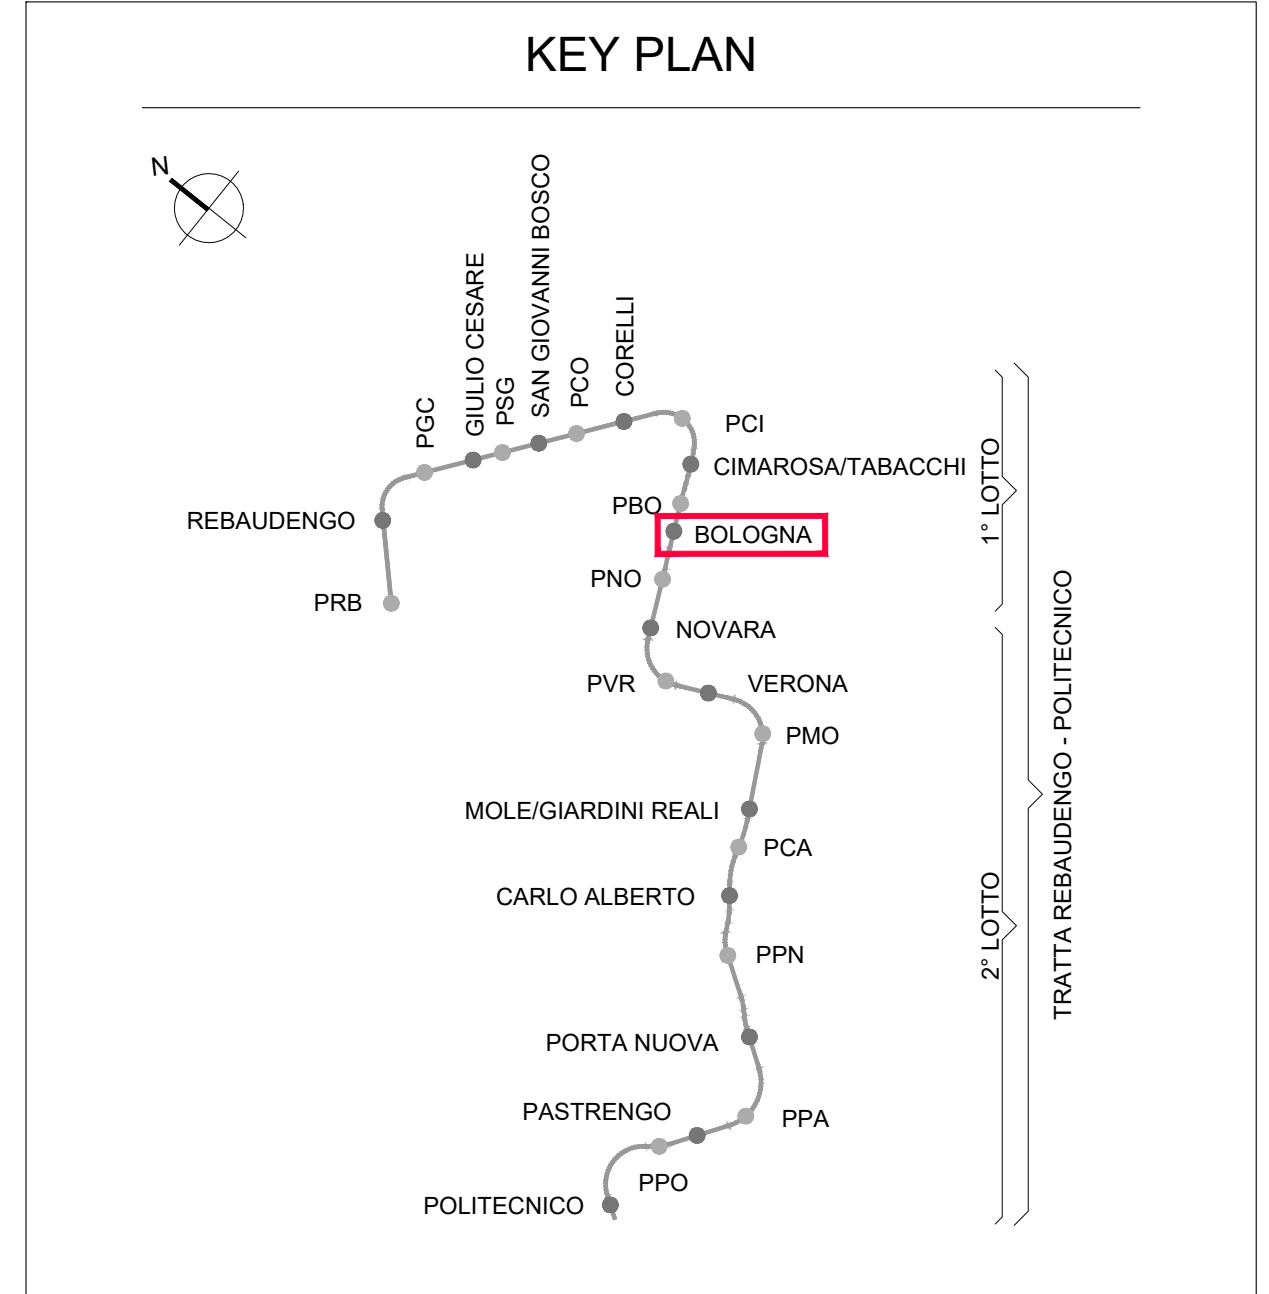 KEY PLAN
N
PGC
GIULIO CESARE
PSG
SAN GIOVANNI BOSCO
PCO
CORELLI
PCI
CIMAROSA/TABACCHI
PBO
REBAUDENGO
BOLOGNA
PNO
PRB
NOVARA
PVR
VERONA
PMO
MOLE/GIARDINI REALI
PCA
CARLO ALBERTO
PPN
PORTA NUOVA
PASTRENGO
PPA
PPO
POLITECNICO
1° LOTTO
2° LOTTO
TRATTA REBAUDENGO - POLITECNICO